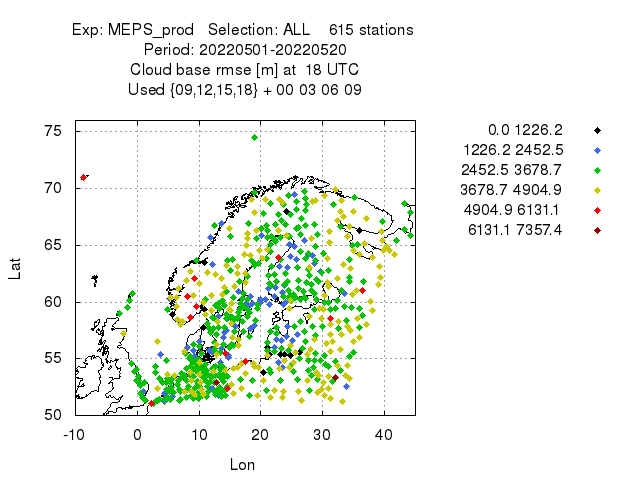 Exp: MEPS_prod   Selection: ALL    615 stations
Period: 20220501-20220520
Cloud base rmse [m] at  18 UTC
Used {09,12,15,18} + 00 03 06 09
0.0 1226.2
1226.2 2452.5
2452.5 3678.7
3678.7 4904.9
4904.9 6131.1
6131.1 7357.4
75
70
65
60
55
50
Lat
-10 0 10 20 30 40
Lon